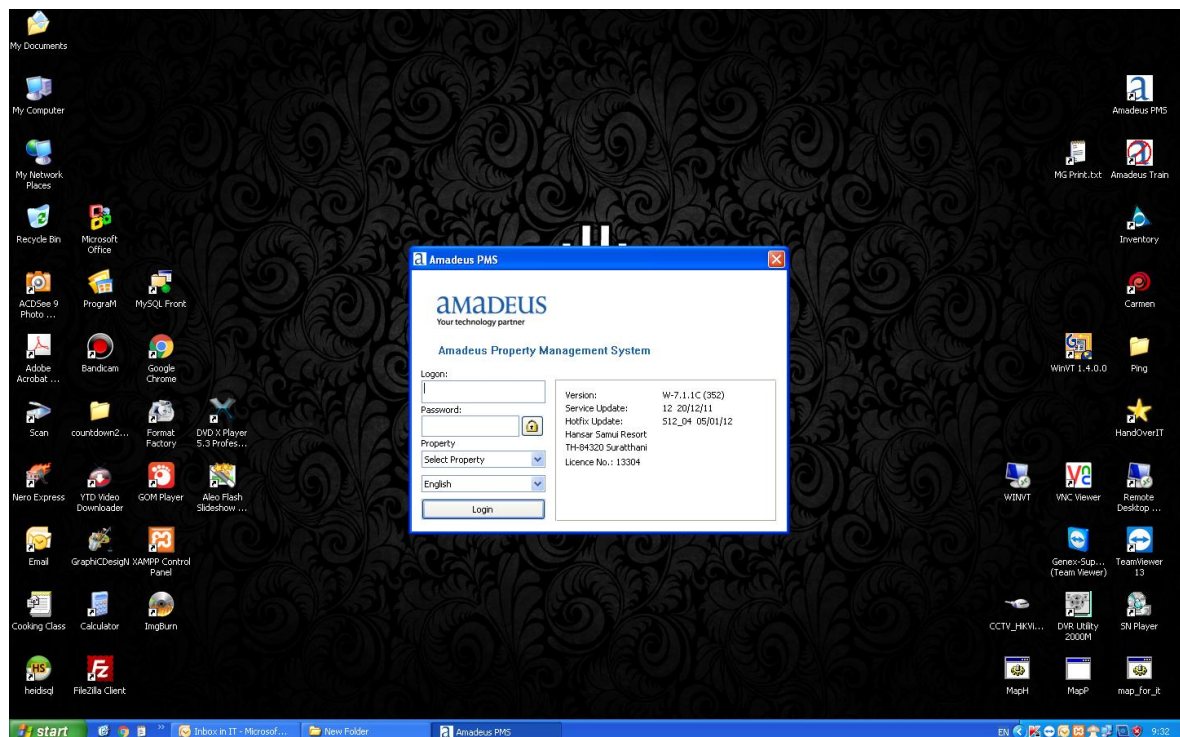 My Documents
My Computer
Amadeus PMS
My Network
Places
MG Print.txt
Amadeus Train
Recycle Bin
Microsoft
Office
Inventory
ACDSee 9
Photo ...
PrograM
MySQL Front
Carmen
Adobe
Acrobat ...
Bandicam
Google
Chrome
WinVT 1.4.0.0
Ping
Scan
countdown2...
Format
Factory
DVD X Player
5.3 Profes...
HandOverIT
Nero Express
YTD Video
Downloader
GOM Player
Aleo Flash
Slideshow ...
WINVT
VNC Viewer
Remote
Desktop ...
Email
GraphiCDesigN
XAMPP Control
Panel
Genex-Sup...
(Team Viewer)
TeamViewer
13
Cooking Class
Calculator
ImgBurn
CCTV_HiKVi...
DVR Utility
2000M
SN Player
heidisql
FileZilla Client
MapH
MapP
map_for_it
Amadeus PMS
amadeus
Your technology partner
Amadeus Property Management System
Logon:
Password:
Property
Select Property
English
Login
Version: W-7.1.1C (352)
Service Update: 12 20/12/11
Hotfix Update: S12_04 05/01/12
Hansar Samui Resort
TH-84320 Suratthani
Licence No.: 13304
start
Inbox in IT - Microsof...
New Folder
Amadeus PMS
EN
9:32